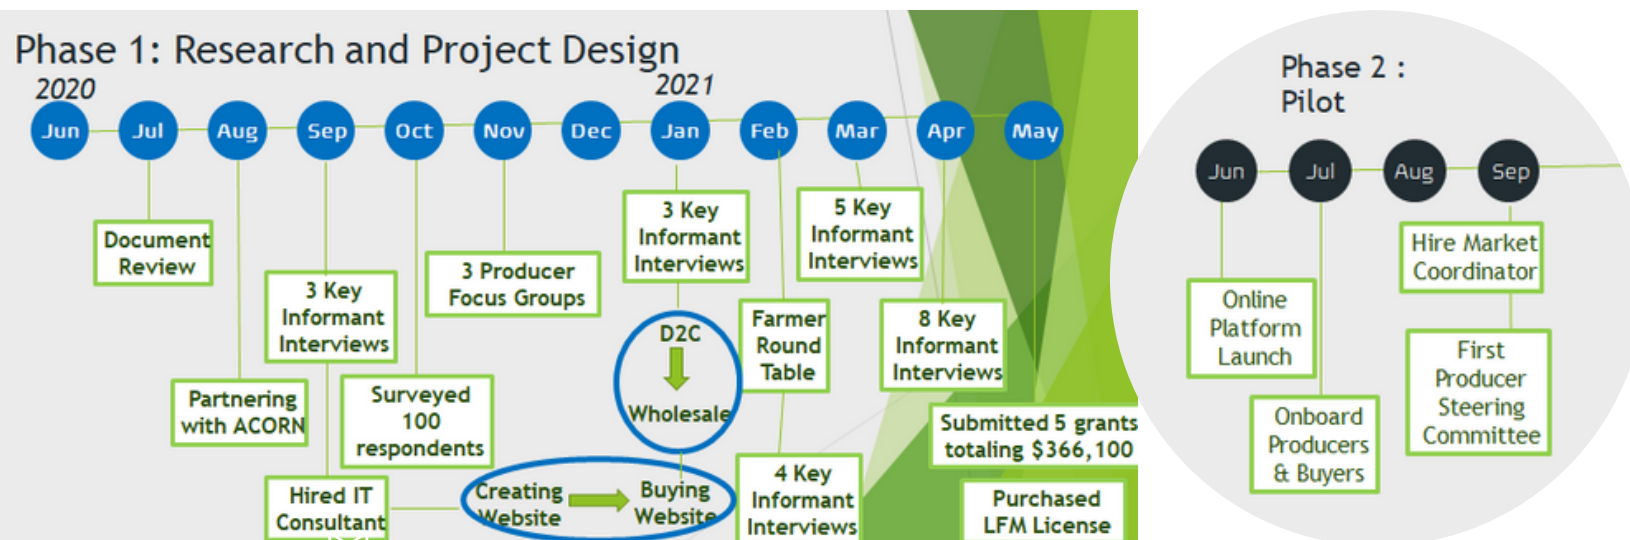 Phase 1: Research and Project Design
2020
2021
Jun
Jul
Aug
Sep
Oct
Nov
Dec
Jan
Feb
Mar
Apr
May
Document
Review
Partnering
with ACORN
3 Key
Informant
Interviews
Hired IT
Consultant
Surveyed
100
respondents
3 Producer
Focus Groups
3 Key
Informant
Interviews
D2C
Wholesale
Creating
Website
Buying
Website
Farmer
Round
Table
4 Key
Informant
Interviews
5 Key
Informant
Interviews
8 Key
Informant
Interviews
Submitted 5 grants
totaling $366,100
Purchased
LFM License
Phase 2 :
Pilot
Jun
Jul
Aug
Sep
Online
Platform
Launch
Onboard
Producers
& Buyers
Hire Market
Coordinator
First
Producer
Steering
Committee